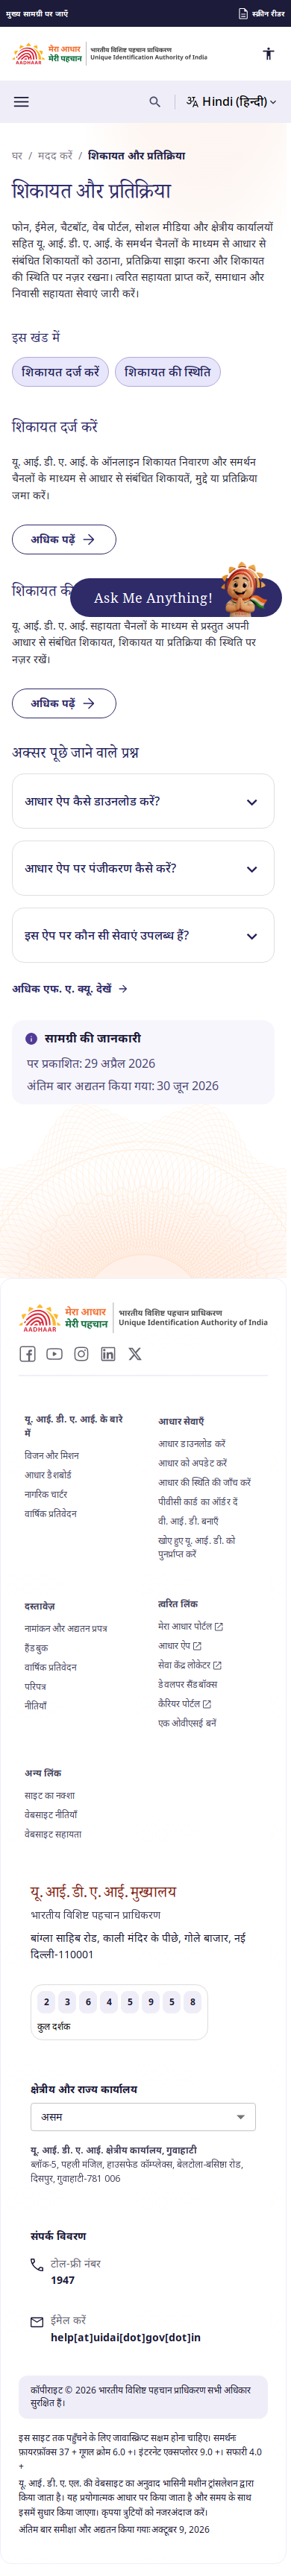 मुख्य सामग्री पर जाएँ
स्क्रीन रीडर
मेरा आधार
मेरी पहचान
AADHAAR
भारतीय विशिष्ट पहचान प्राधिकरण
Unique Identification Authority of India
Hindi (हिन्दी)
घर / मदद करें / शिकायत और प्रतिक्रिया
शिकायत और प्रतिक्रिया
फोन, ईमेल, चैटबॉट, वेब पोर्टल, सोशल मीडिया और क्षेत्रीय कार्यालयों
सहित यू. आई. डी. ए. आई. के समर्थन चैनलों के माध्यम से आधार से
संबंधित शिकायतों को उठाना, प्रतिक्रिया साझा करना और शिकायत
की स्थिति पर नज़र रखना। त्वरित सहायता प्राप्त करें, समाधान और
निवासी सहायता सेवाएं जारी करें।
इस खंड में
शिकायत दर्ज करें
शिकायत की स्थिति
शिकायत दर्ज करें
यू. आई. डी. ए. आई. के ऑनलाइन शिकायत निवारण और समर्थन
चैनलों के माध्यम से आधार से संबंधित शिकायतें, मुद्दे या प्रतिक्रिया
जमा करें।
अधिक पढ़ें
शिकायत की
Ask Me Anything!
यू. आई. डी. ए. आई. सहायता चैनलों के माध्यम से प्रस्तुत अपनी
आधार से संबंधित शिकायत, शिकायत या प्रतिक्रिया की स्थिति पर
नज़र रखें।
अधिक पढ़ें
अक्सर पूछे जाने वाले प्रश्न
आधार ऐप कैसे डाउनलोड करें?
आधार ऐप पर पंजीकरण कैसे करें?
इस ऐप पर कौन सी सेवाएं उपलब्ध हैं?
अधिक एफ. ए. क्यू. देखें
सामग्री की जानकारी
पर प्रकाशित: 29 अप्रैल 2026
अंतिम बार अद्यतन किया गया: 30 जून 2026
मेरा आधार
मेरी पहचान
AADHAAR
भारतीय विशिष्ट पहचान प्राधिकरण
Unique Identification Authority of India
यू. आई. डी. ए. आई. के बारे
में
विजन और मिशन
आधार डैशबोर्ड
नागरिक चार्टर
वार्षिक प्रतिवेदन
आधार सेवाएँ
आधार डाउनलोड करें
आधार को अपडेट करें
आधार की स्थिति की जाँच करें
पीवीसी कार्ड का ऑर्डर दें
वी. आई. डी. बनाएँ
खोए हुए यू. आई. डी. को
पुनर्प्राप्त करें
दस्तावेज़
नामांकन और अद्यतन प्रपत्र
हैंडबुक
वार्षिक प्रतिवेदन
परिपत्र
नीतियाँ
त्वरित लिंक
मेरा आधार पोर्टल
आधार ऐप
सेवा केंद्र लोकेटर
डेवलपर सैंडबॉक्स
कैरियर पोर्टल
एक ओवीएसई बनें
अन्य लिंक
साइट का नक्शा
वेबसाइट नीतियाँ
वेबसाइट सहायता
यू. आई. डी. ए. आई. मुख्यालय
भारतीय विशिष्ट पहचान प्राधिकरण
बांग्ला साहिब रोड, काली मंदिर के पीछे, गोले बाजार, नई
दिल्ली-110001
2 3 6 4 5 9 5 8
कुल दर्शक
क्षेत्रीय और राज्य कार्यालय
असम
यू. आई. डी. ए. आई. क्षेत्रीय कार्यालय, गुवाहाटी
ब्लॉक-5, पहली मंजिल, हाउसफेड कॉम्प्लेक्स, बेलटोला-बसिष्ठा रोड,
दिसपुर, गुवाहाटी-781 006
संपर्क विवरण
टोल-फ्री नंबर
1947
ईमेल करें
help[at]uidai[dot]gov[dot]in
कॉपीराइट © 2026 भारतीय विशिष्ट पहचान प्राधिकरण सभी अधिकार
सुरक्षित हैं।
इस साइट तक पहुँचने के लिए जावास्क्रिप्ट सक्षम होना चाहिए। समर्थनः
फ़ायरफ़ॉक्स 37 + गूगल क्रोम 6.0 +। इंटरनेट एक्सप्लोरर 9.0 +। सफारी 4.0
+
यू. आई. डी. ए. एल. की वेबसाइट का अनुवाद भासिनी मशीन ट्रांसलेशन द्वारा
किया जाता है। यह प्रयोगात्मक आधार पर किया जाता है और समय के साथ
इसमें सुधार किया जाएगा। कृपया त्रुटियों को नजरअंदाज करें।
अंतिम बार समीक्षा और अद्यतन किया गयाःअक्टूबर 9, 2026